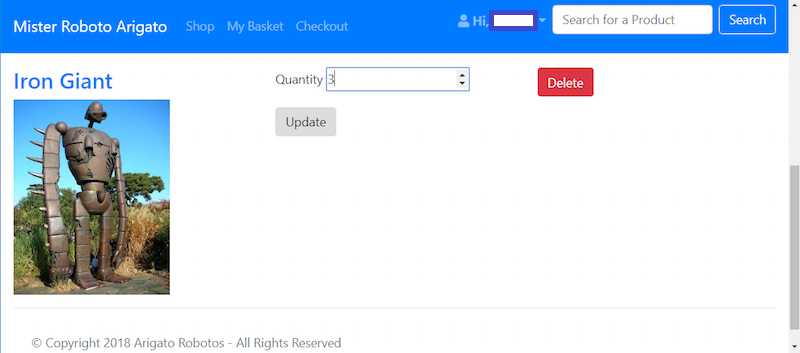 Mister Roboto Arigato Shop My Basket Checkout Hi, Search for a Product Search
Iron Giant Quantity 3 Delete
Update
© Copyright 2018 Arigato Robotos - All Rights Reserved